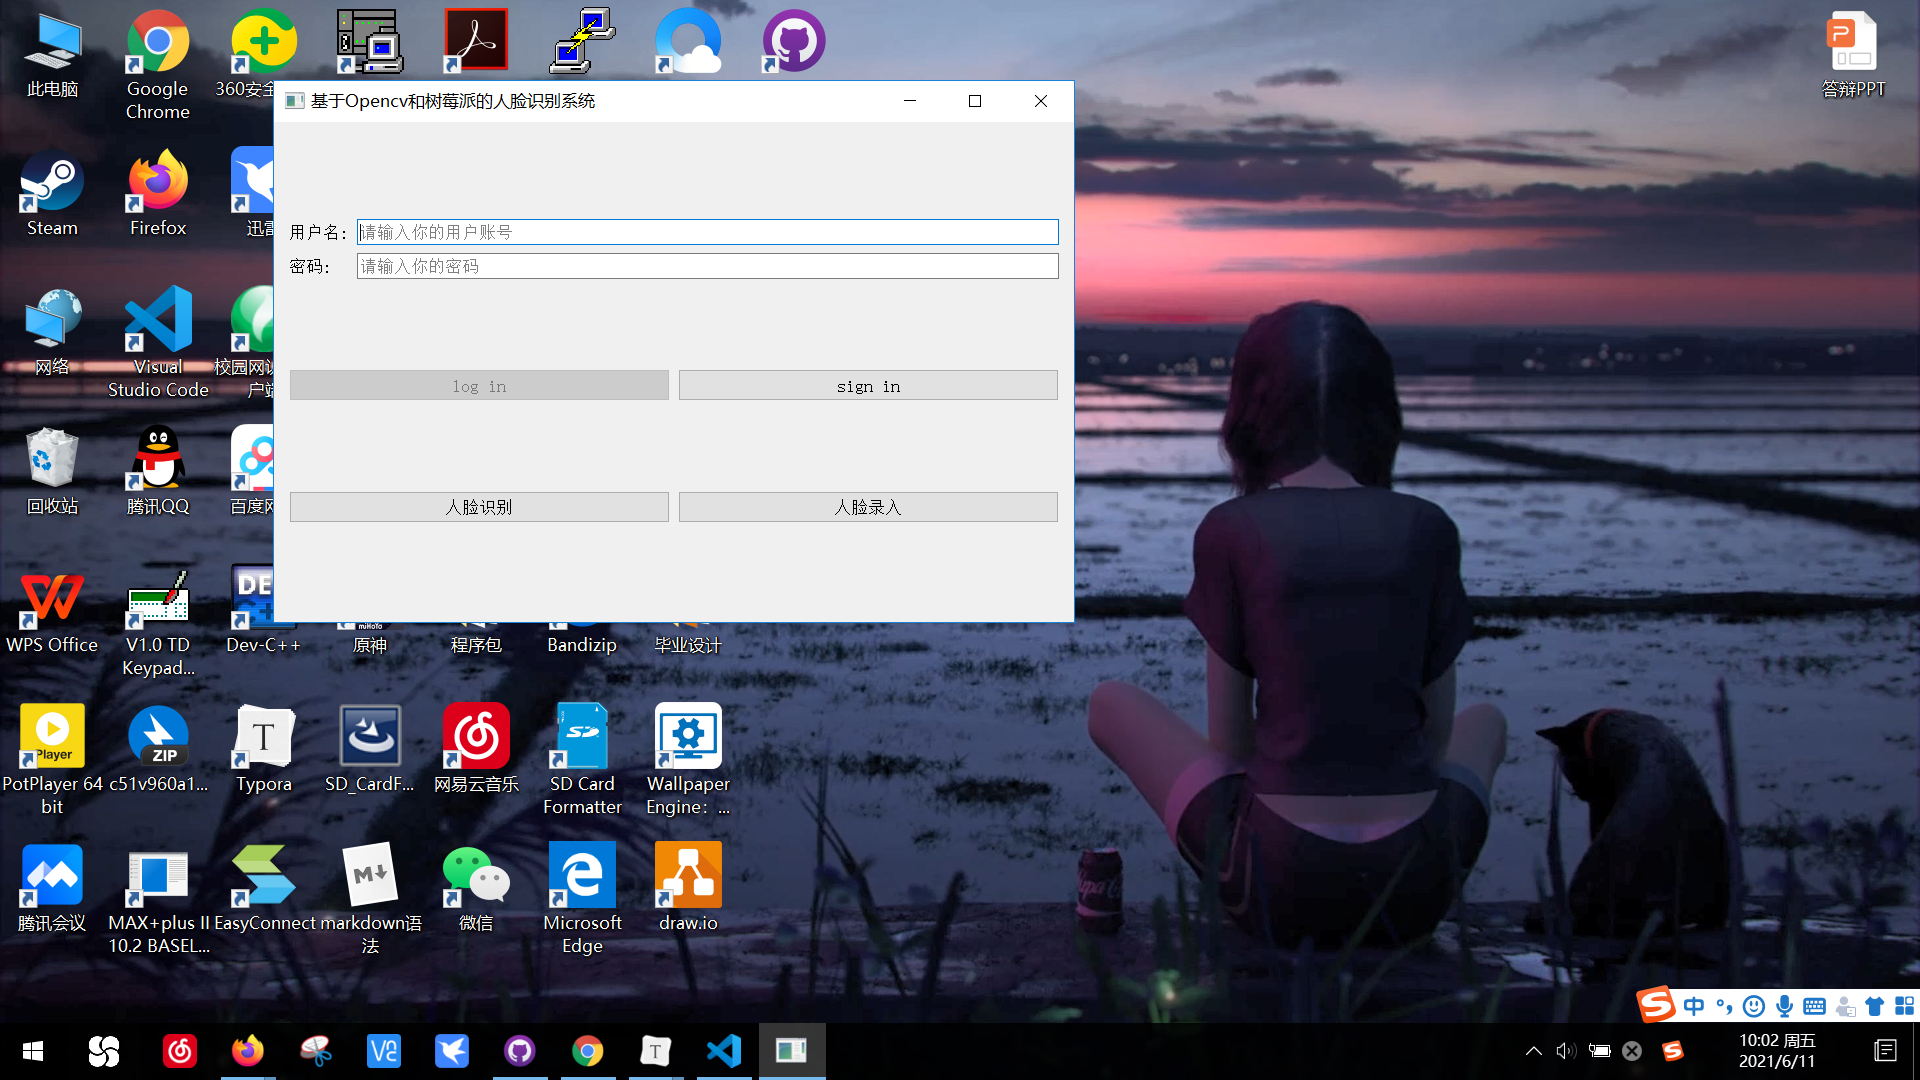 此电脑
Google
Chrome
360安全
答辩PPT
基于Opencv和树莓派的人脸识别系统
用户名：
请输入你的用户账号
密码：
请输入你的密码
log in
sign in
人脸识别
人脸录入
Steam
Firefox
迅雷
网络
Visual
Studio Code
校园网
户端
回收站
腾讯QQ
百度网
WPS Office
V1.0 TD
Keypad...
DEV
Dev-C++
miHoYo
原神
程序包
Bandizip
毕业设计
Player
PotPlayer 64
bit
ZIP
c51v960a1...
T
Typora
SD_CardF...
网易云音乐
SD
SD Card
Formatter
Wallpaper
Engine：...
腾讯会议
MAX+plus II
10.2 BASEL...
EasyConnect
M
markdown语
法
微信
Microsoft
Edge
draw.io
S 中
T
S
10:02 周五
2021/6/11